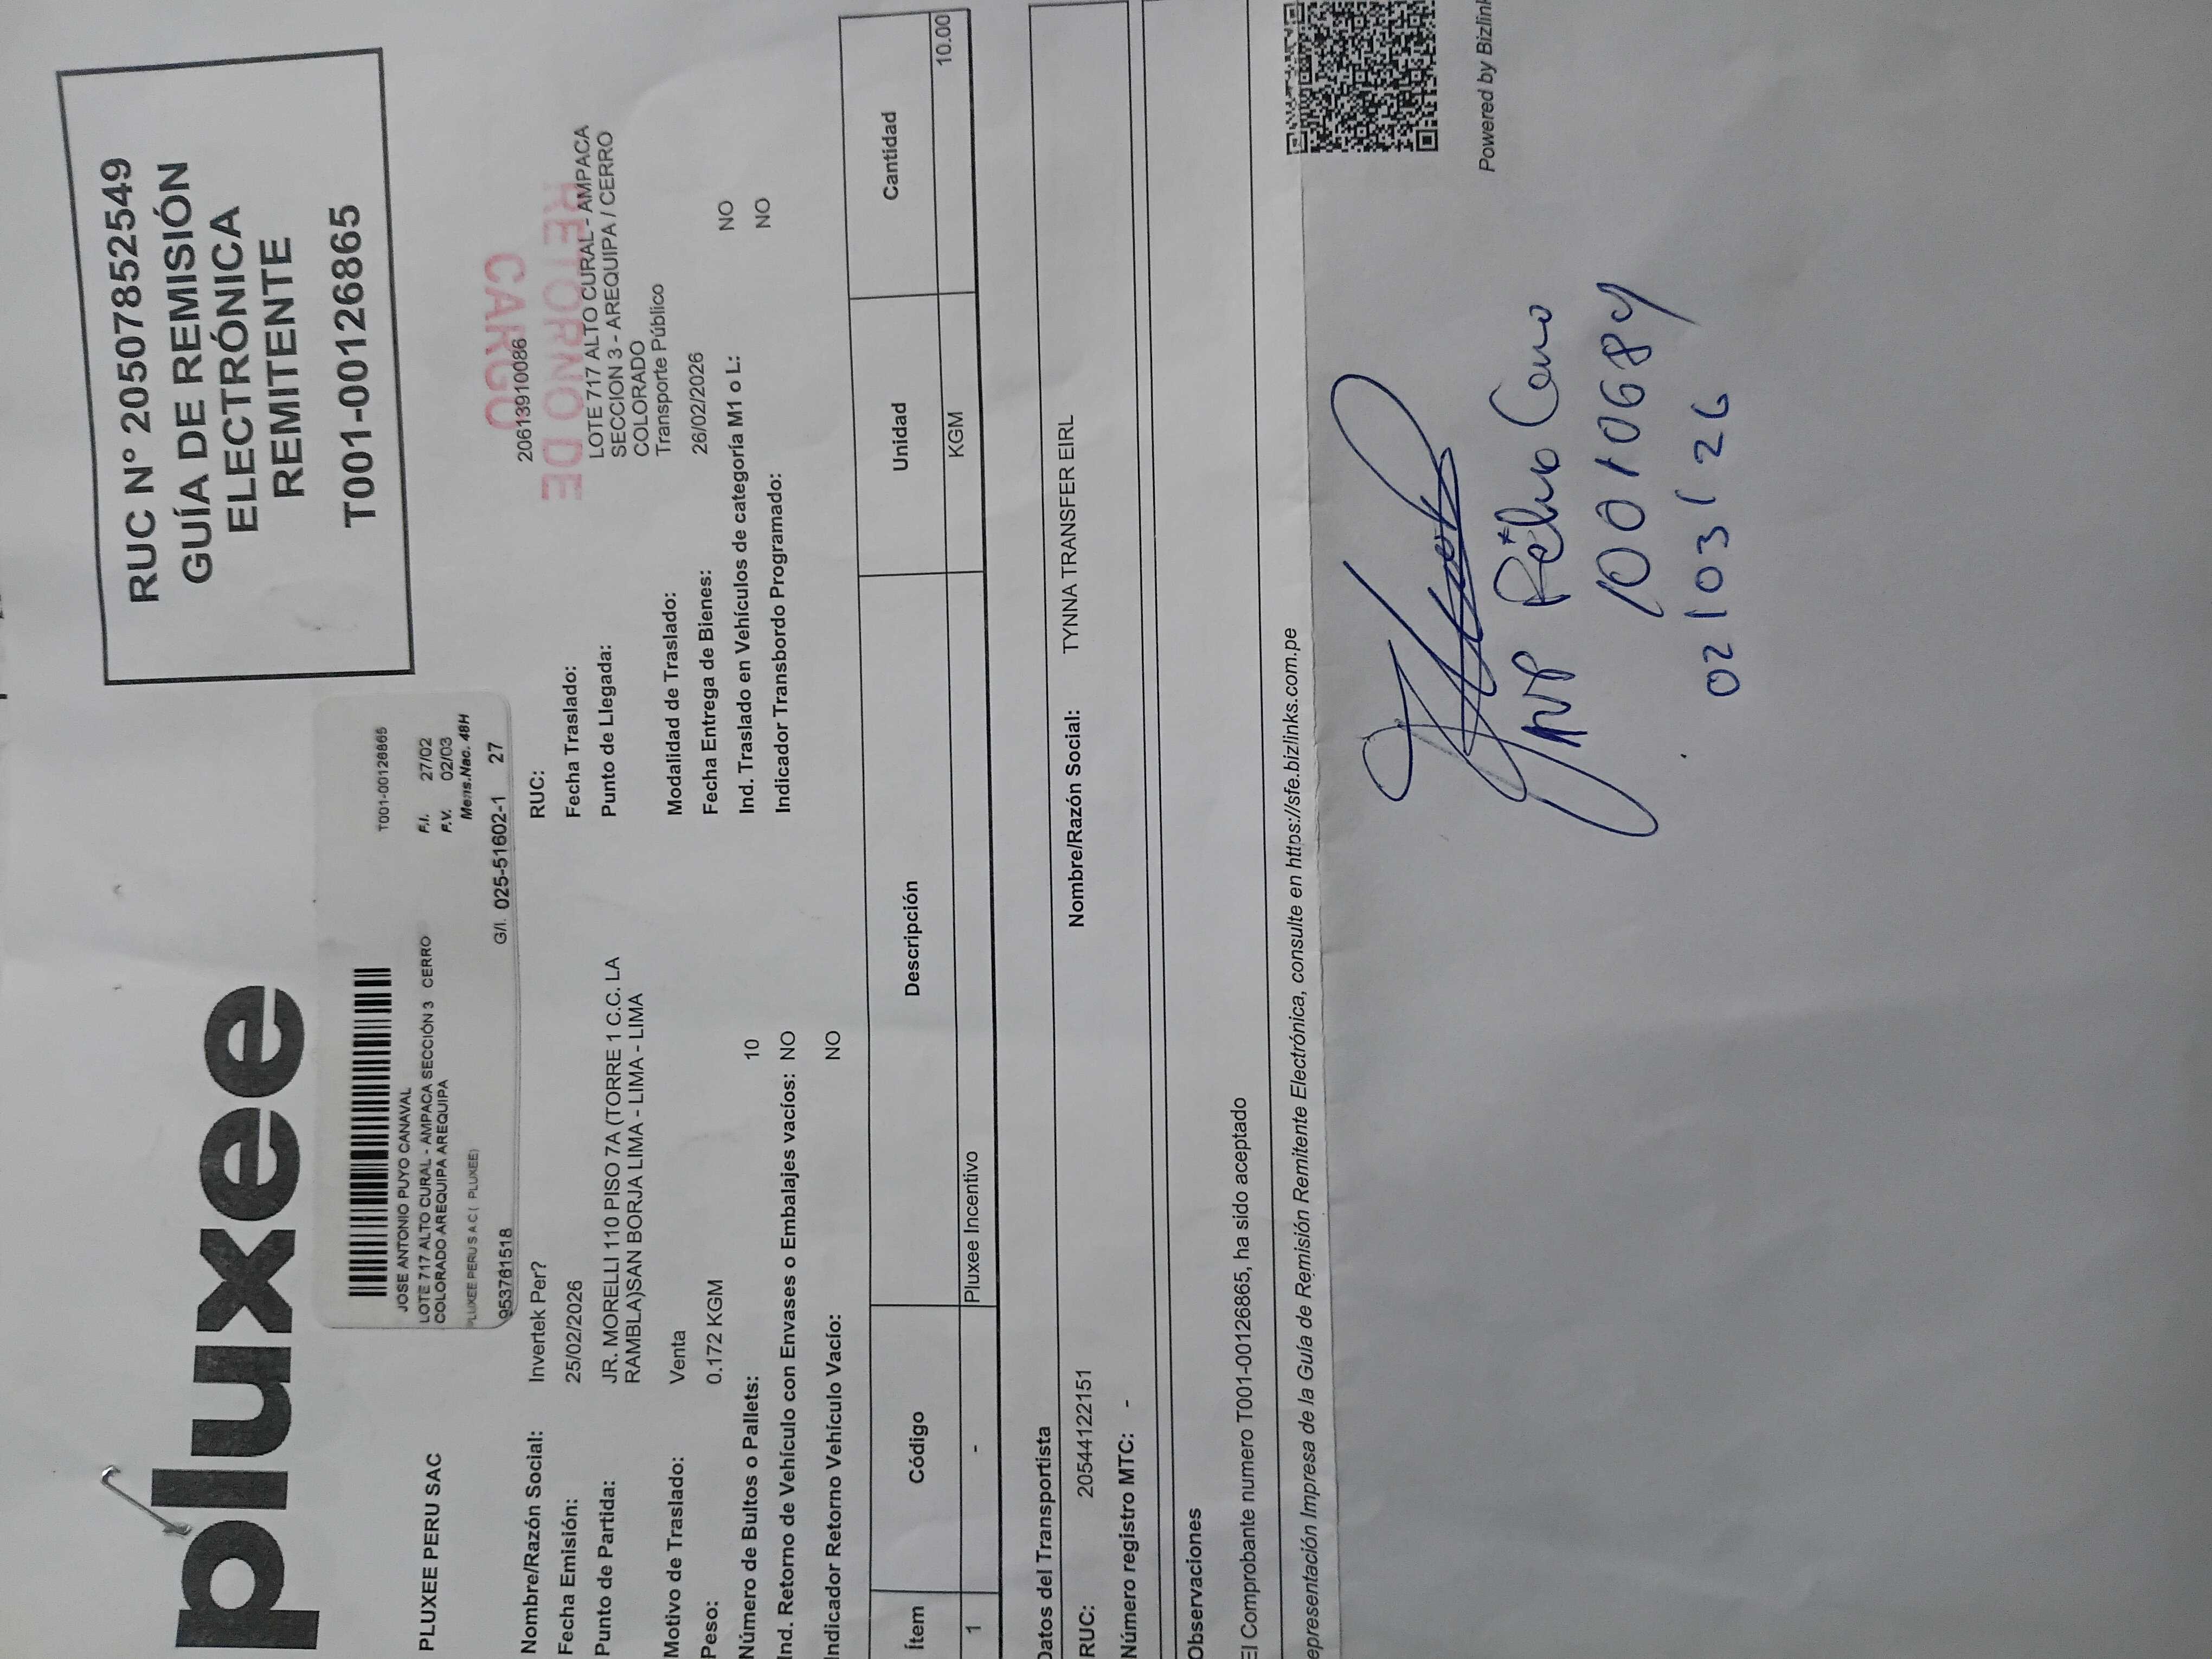 pluxee
RUC N° 20507852549
GUÍA DE REMISIÓN
ELECTRÓNICA
REMITENTE
T001-00126865
T001-00126865
JOSE ANTONIO PUYO CANAVAL
LOTE 717 ALTO CURAL - AMPACA SECCIÓN 3 CERRO
COLORADO AREQUIPA AREQUIPA
F.I. 27/02
F.V. 02/03
Mens.Nac. 48H
PLUXEE PERU S.A.C ( PLUXEE)
953761518
G/I. 025-51602-1 27
PLUXEE PERU SAC
CARGO
RETORNO DE
Nombre/Razón Social: Invertek Per?
RUC: 20613910086
Fecha Emisión: 25/02/2026
Fecha Traslado:
Punto de Partida: JR. MORELLI 110 PISO 7A (TORRE 1 C.C. LA
RAMBLA)SAN BORJA LIMA - LIMA - LIMA
Punto de Llegada: LOTE 717 ALTO CURAL - AMPACA
SECCION 3 - AREQUIPA / CERRO
COLORADO
Motivo de Traslado: Venta
Modalidad de Traslado: Transporte Público
Peso: 0.172 KGM
Fecha Entrega de Bienes: 26/02/2026
Número de Bultos o Pallets: 10
Ind. Traslado en Vehículos de categoría M1 o L: NO
Ind. Retorno de Vehículo con Envases o Embalajes vacíos: NO
Indicador Transbordo Programado: NO
Indicador Retorno Vehículo Vacío: NO
Ítem Código Descripción Unidad Cantidad
1 - Pluxee Incentivo KGM 10.00
Datos del Transportista
RUC: 20544122151
Nombre/Razón Social: TYNNA TRANSFER EIRL
Número registro MTC: -
Observaciones
El Comprobante numero T001-00126865, ha sido aceptado
epresentación Impresa de la Guía de Remisión Remitente Electrónica, consulte en https://sfe.bizlinks.com.pe
Powered by Bizlink
02/03/26